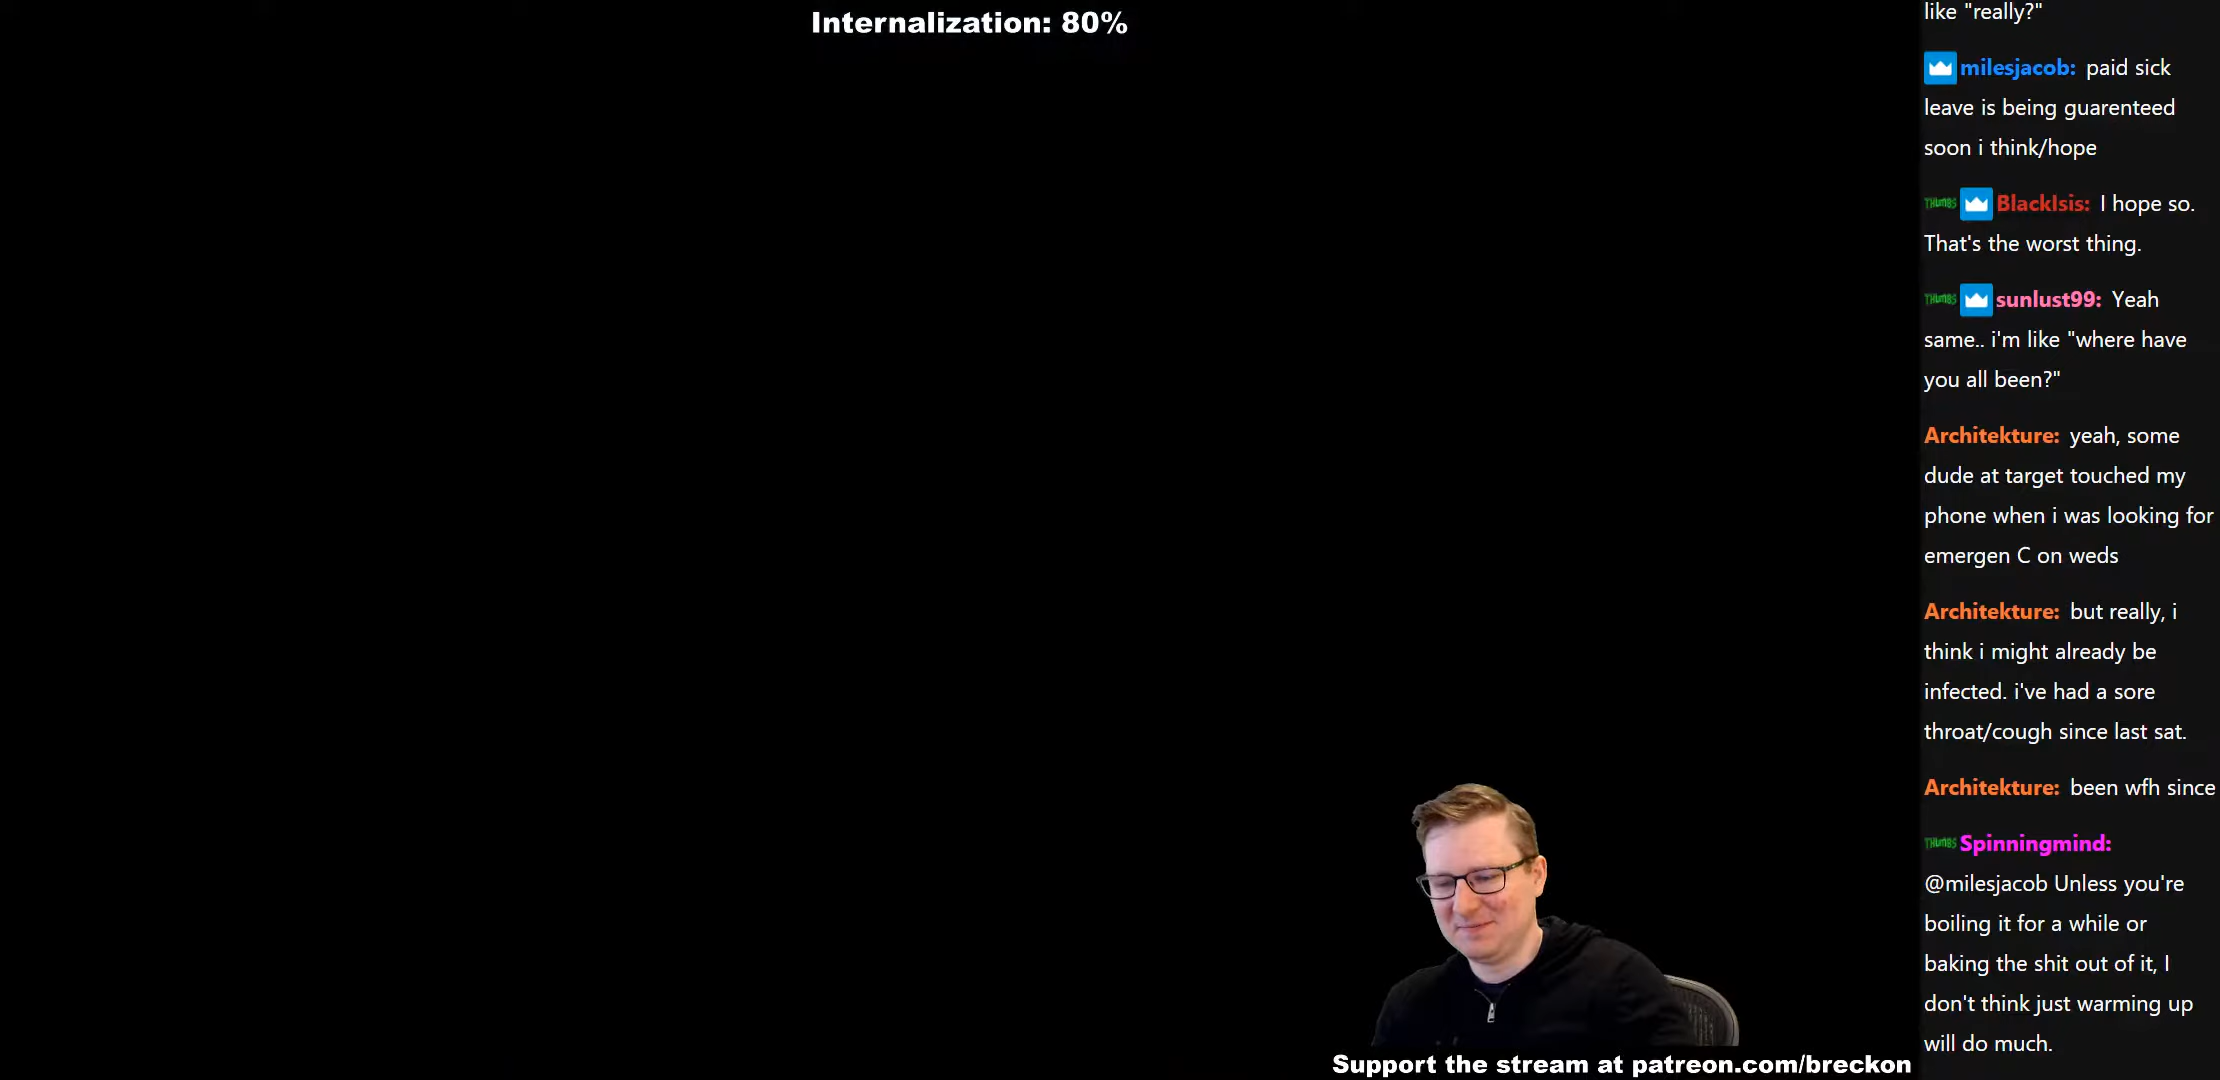 Internalization: 80%
like "really?"
milesjacob: paid sick
leave is being guarenteed
soon i think/hope
THUMBS BlackIsis: I hope so.
That's the worst thing.
THUMBS sunlust99: Yeah
same.. i'm like "where have
you all been?"
Architekture: yeah, some
dude at target touched my
phone when i was looking for
emergen C on weds
Architekture: but really, i
think i might already be
infected. i've had a sore
throat/cough since last sat.
Architekture: been wfh since
THUMBS Spinningmind:
@milesjacob Unless you're
boiling it for a while or
baking the shit out of it, I
don't think just warming up
will do much.
Support the stream at patreon.com/breckon